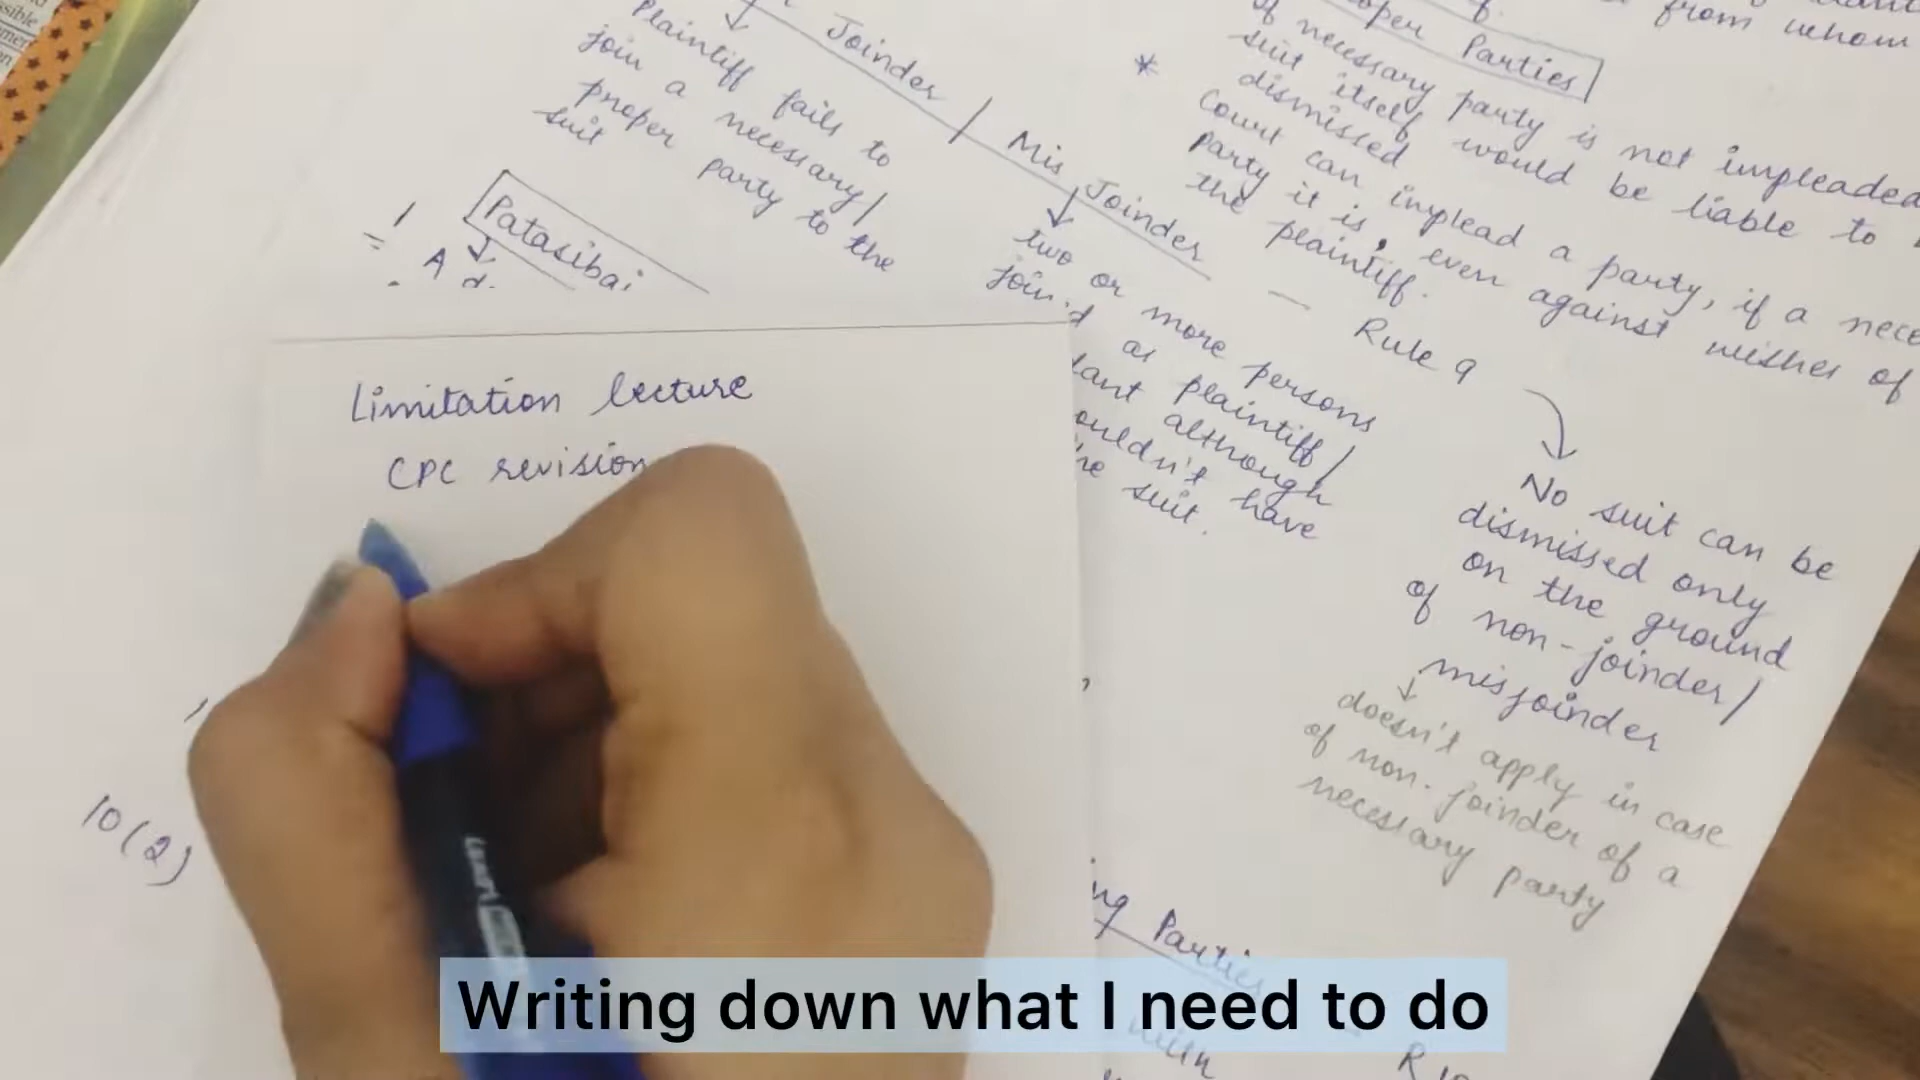 Joinder / Mis Joinder — Rule 9
Plaintiff fails to
join a necessary/
proper party to the
suit
Patasibai
A
two or more persons
as plaintiff/
although
have
suit.
Parties
from whom
Parties
of necessary party is not impleaded
suit itself would be liable to
dismissed
* Court can implead a party, if a
party it is, even against wishes of
the plaintiff.
No suit can be
dismissed only
on the ground
of non-joinder/
misjoinder
doesn't apply in case
of non-joinder of a
necessary party
Limitation lecture
CPC revision
10(2)
Parties
Writing down what I need to do